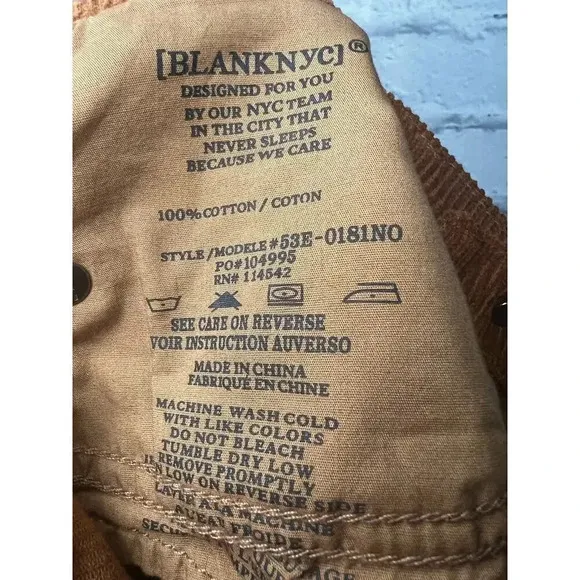 [BLANKNYC]®
DESIGNED FOR YOU
BY OUR NYC TEAM
IN THE CITY THAT
NEVER SLEEPS
BECAUSE WE CARE
100% COTTON / COTON
STYLE /MODELE #53E-0181NO
PO# 104995
RN# 114542
SEE CARE ON REVERSE
VOIR INSTRUCTION AUVERSO
MADE IN CHINA
FABRIQUÉ EN CHINE
MACHINE WASH COLD
WITH LIKE COLORS
DO NOT BLEACH
TUMBLE DRY LOW
REMOVE PROMPTLY
LOW ON REVERSE SIDE
A LA MACHINE
FROIDE